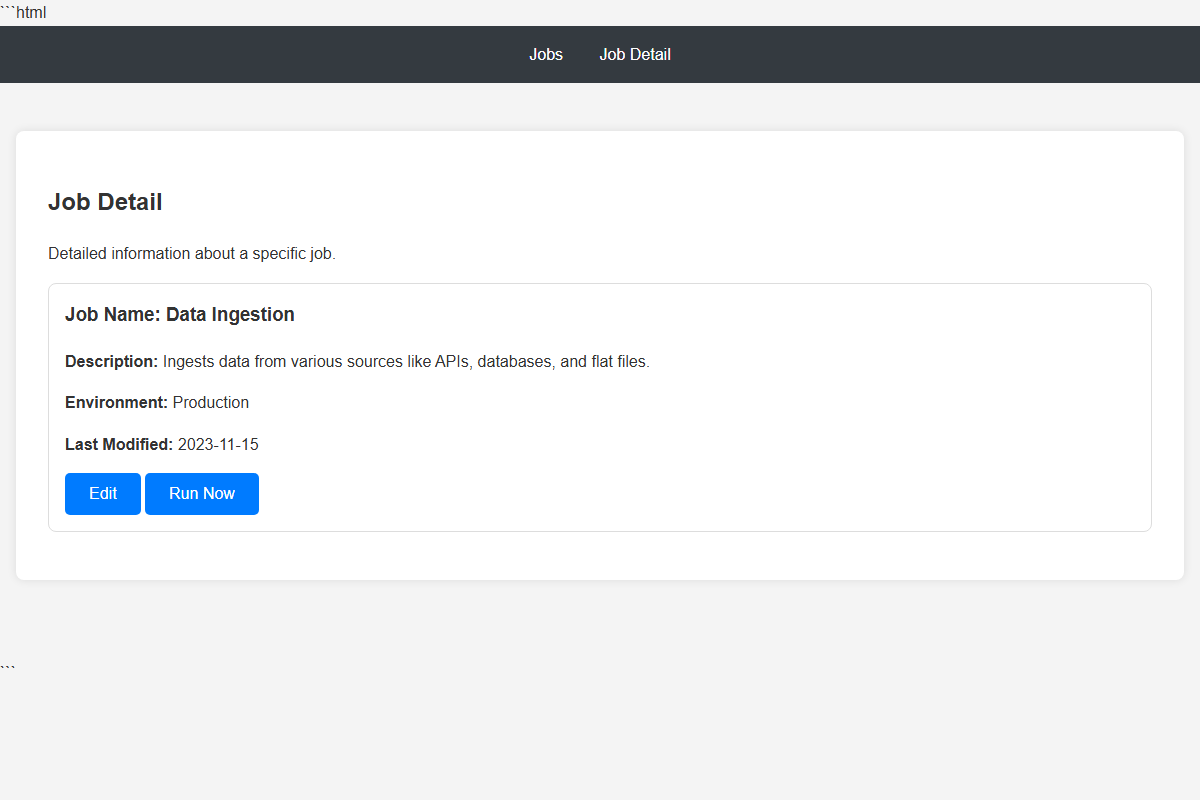 ```html
Jobs Job Detail
Job Detail
Detailed information about a specific job.
Job Name: Data Ingestion
Description: Ingests data from various sources like APIs, databases, and flat files.
Environment: Production
Last Modified: 2023-11-15
Edit Run Now
```